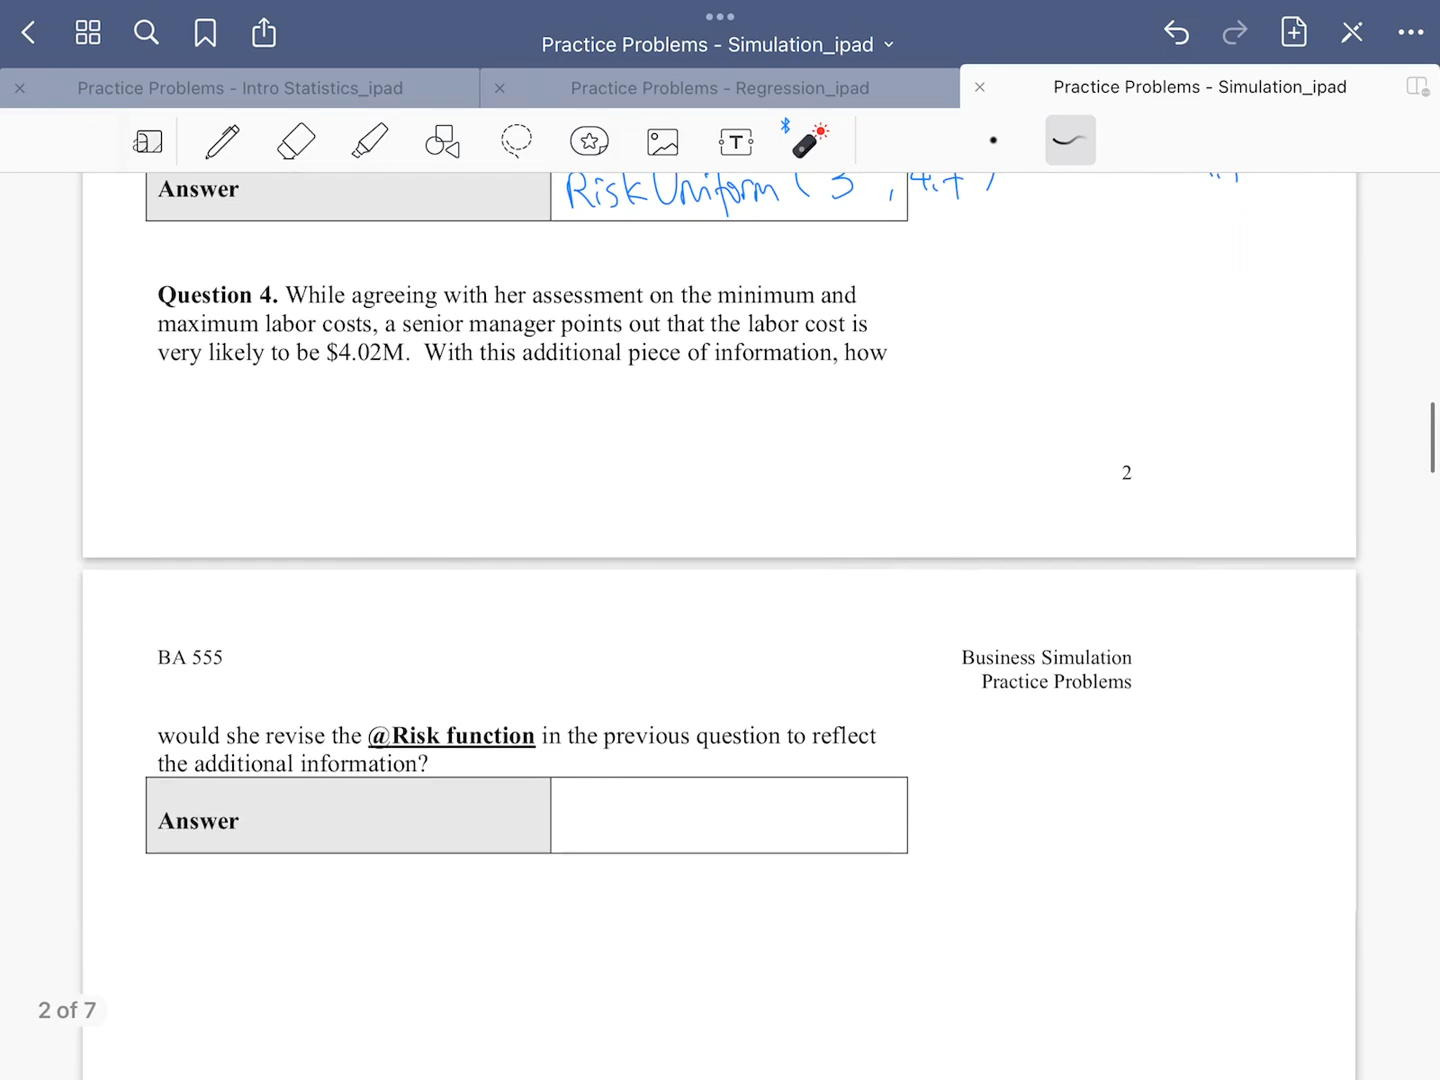 Practice Problems - Simulation_ipad
Practice Problems - Intro Statistics_ipad
Practice Problems - Regression_ipad
Practice Problems - Simulation_ipad
a
T
Answer
RiskUniform ( 3 ,
Question 4. While agreeing with her assessment on the minimum and
maximum labor costs, a senior manager points out that the labor cost is
very likely to be $4.02M. With this additional piece of information, how
2
BA 555
Business Simulation
Practice Problems
would she revise the @Risk function in the previous question to reflect
the additional information?
Answer
2 of 7